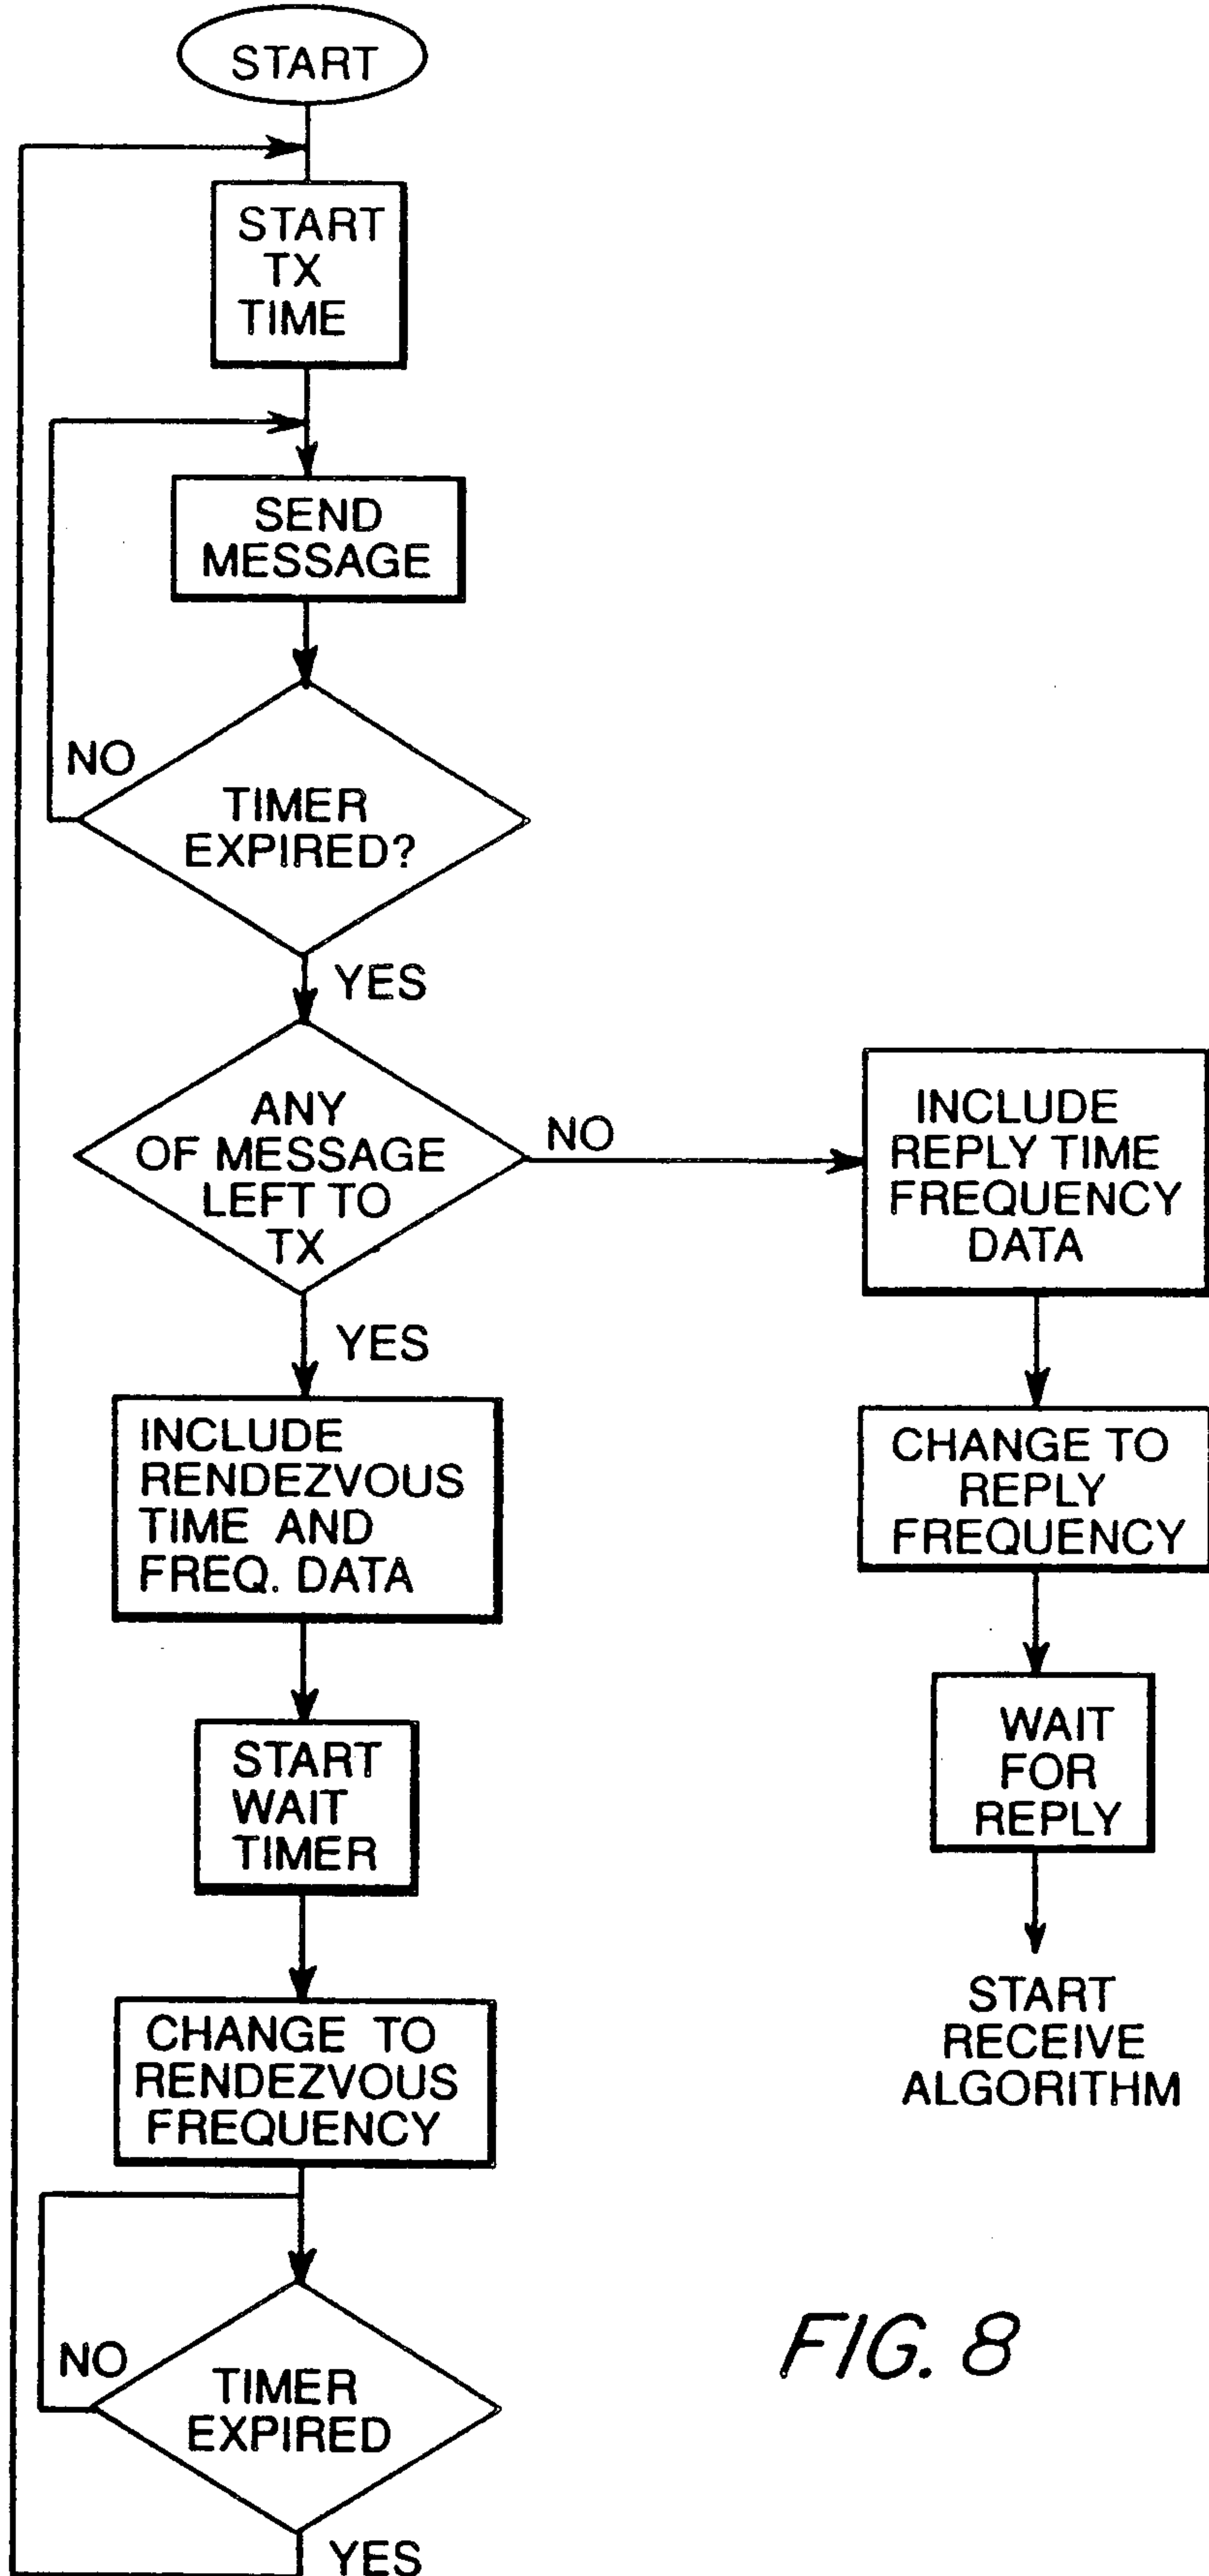 START
START
TX
TIME
SEND
MESSAGE
NO
TIMER
EXPIRED?
YES
ANY
OF MESSAGE
LEFT TO
TX
NO
INCLUDE
REPLY TIME
FREQUENCY
DATA
YES
INCLUDE
RENDEZVOUS
TIME AND
FREQ. DATA
CHANGE TO
REPLY
FREQUENCY
START
WAIT
TIMER
WAIT
FOR
REPLY
CHANGE TO
RENDEZVOUS
FREQUENCY
START
RECEIVE
ALGORITHM
NO
TIMER
EXPIRED
YES
FIG. 8